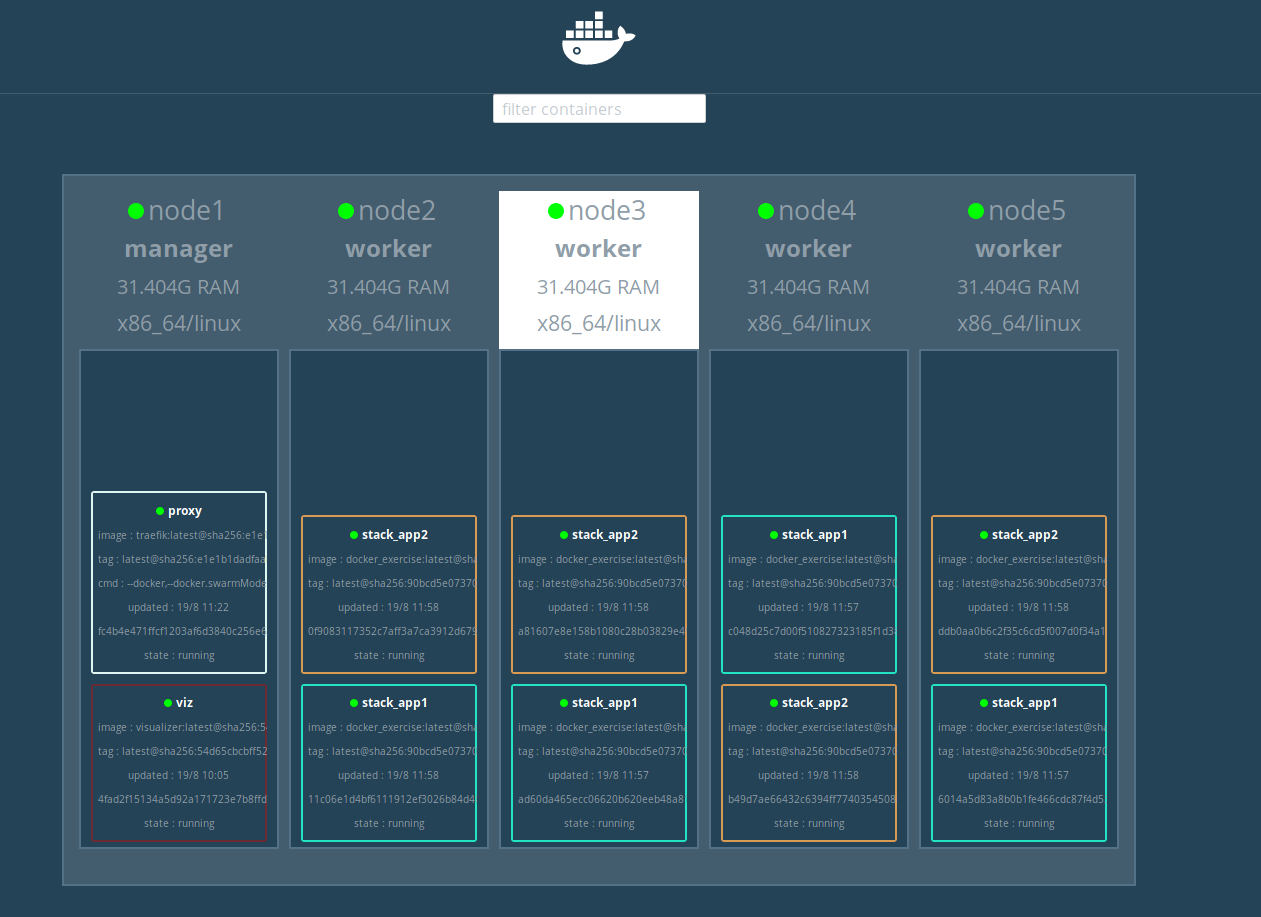 filter containers
node1
manager
31.404G RAM
x86_64/linux
proxy
image : traefik:latest@sha256:e1e1
tag : latest@sha256:e1e1b1dadfaa
cmd : --docker,--docker.swarmMode
updated : 19/8 11:22
fc4b4e471ffcf1203af6d3840c256e6
state : running
viz
image : visualizer:latest@sha256:54
tag : latest@sha256:54d65cbcbff52
updated : 19/8 10:05
4fad2f15134a5d92a171723e7b8ffd
state : running
node2
worker
31.404G RAM
x86_64/linux
stack_app2
image : docker_exercise:latest@sha
tag : latest@sha256:90bcd5e07370
updated : 19/8 11:58
0f9083117352c7aff3a7ca3912d679
state : running
stack_app1
image : docker_exercise:latest@sha
tag : latest@sha256:90bcd5e07370
updated : 19/8 11:58
11c06e1d4bf6111912ef3026b84d4
state : running
node3
worker
31.404G RAM
x86_64/linux
stack_app2
image : docker_exercise:latest@sha
tag : latest@sha256:90bcd5e07370
updated : 19/8 11:58
a81607e8e158b1080c28b03829e4
state : running
stack_app1
image : docker_exercise:latest@sha
tag : latest@sha256:90bcd5e07370
updated : 19/8 11:57
ad60da465ecc06620b620eeb48a8
state : running
node4
worker
31.404G RAM
x86_64/linux
stack_app1
image : docker_exercise:latest@sha
tag : latest@sha256:90bcd5e07370
updated : 19/8 11:57
c048d25c7d00f510827323185f1d3
state : running
stack_app2
image : docker_exercise:latest@sha
tag : latest@sha256:90bcd5e07370
updated : 19/8 11:58
b49d7ae66432c6394ff7740354508
state : running
node5
worker
31.404G RAM
x86_64/linux
stack_app2
image : docker_exercise:latest@sha
tag : latest@sha256:90bcd5e07370
updated : 19/8 11:58
ddb0aa0b6c2f35c6cd5f007d0f34a1
state : running
stack_app1
image : docker_exercise:latest@sha
tag : latest@sha256:90bcd5e07370
updated : 19/8 11:57
6014a5d83a8b0b1fe466cdc87f4d5
state : running